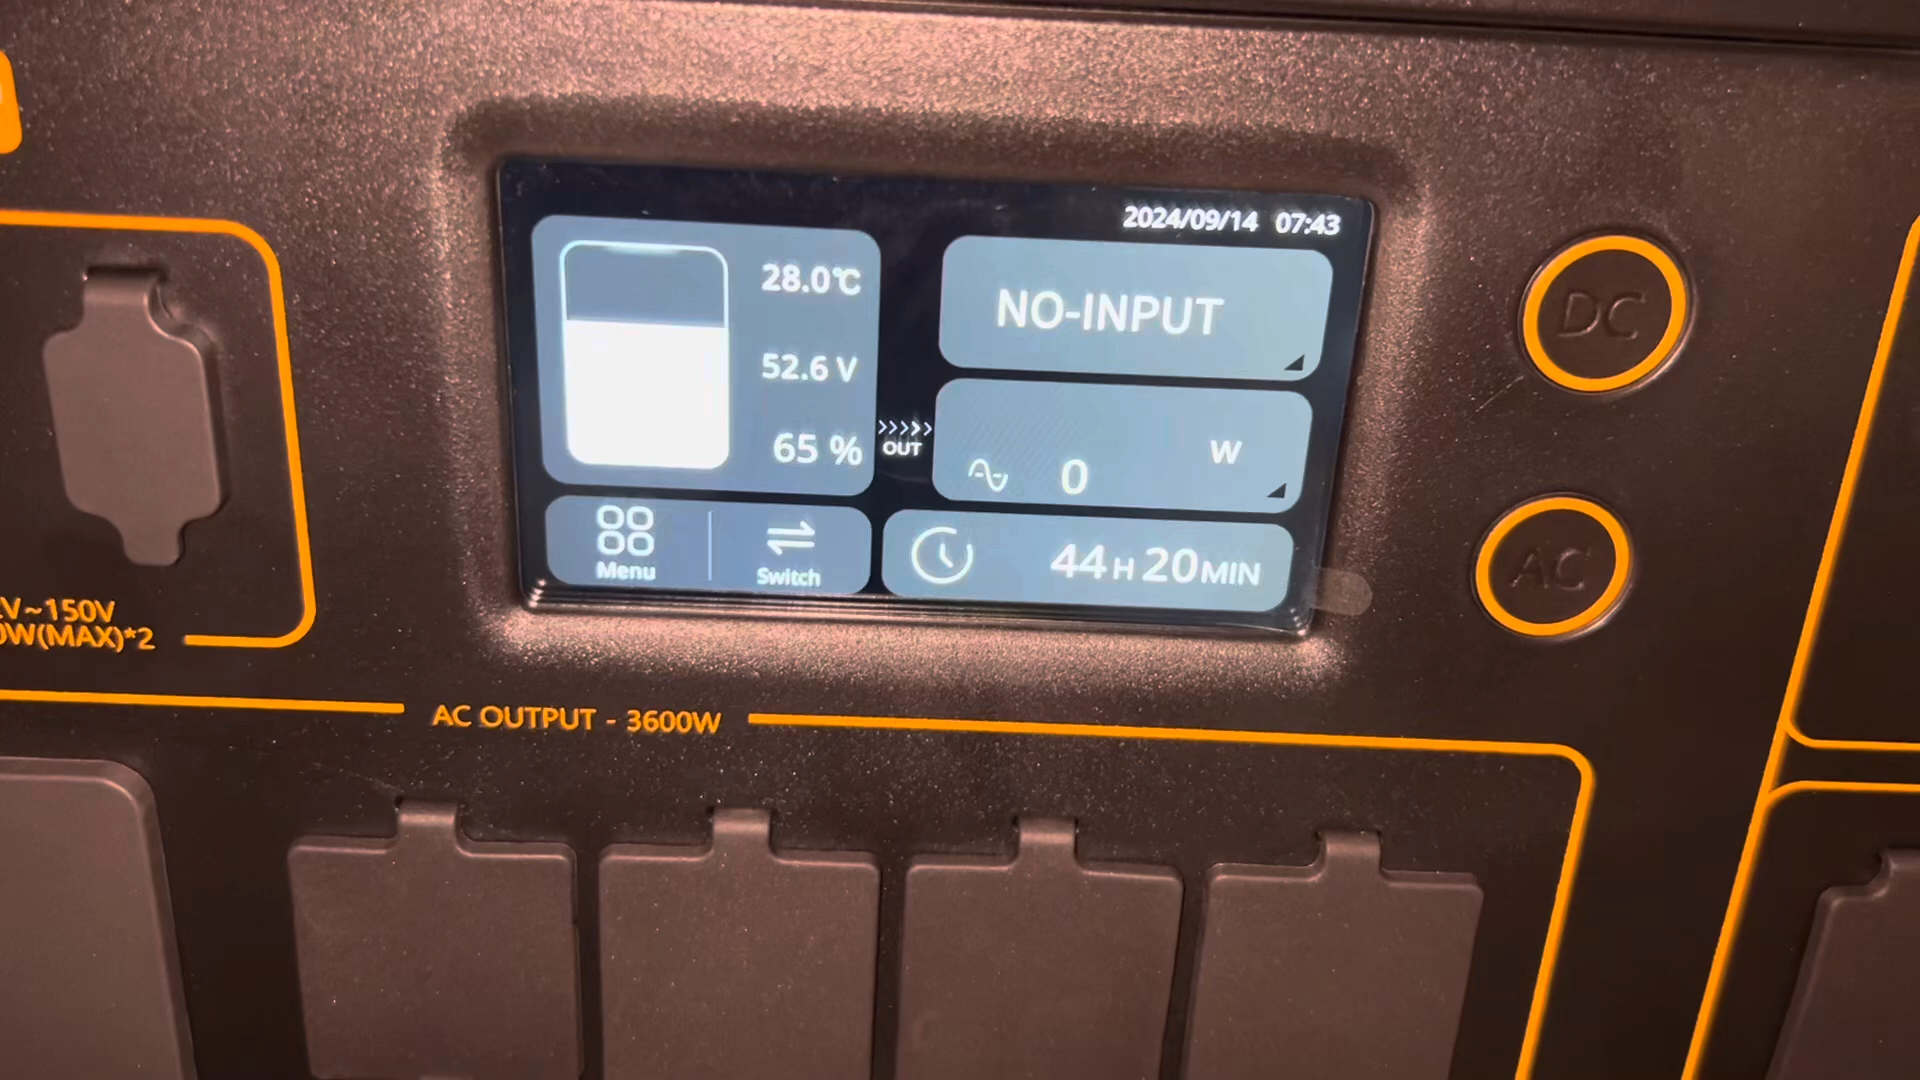 2024/09/14 07:43
28.0℃
52.6 V
65 %
NO-INPUT
>>>>>
OUT
0
W
Menu
Switch
44 H 20 MIN
DC
AC
V~150V
W(MAX)*2
AC OUTPUT - 3600W